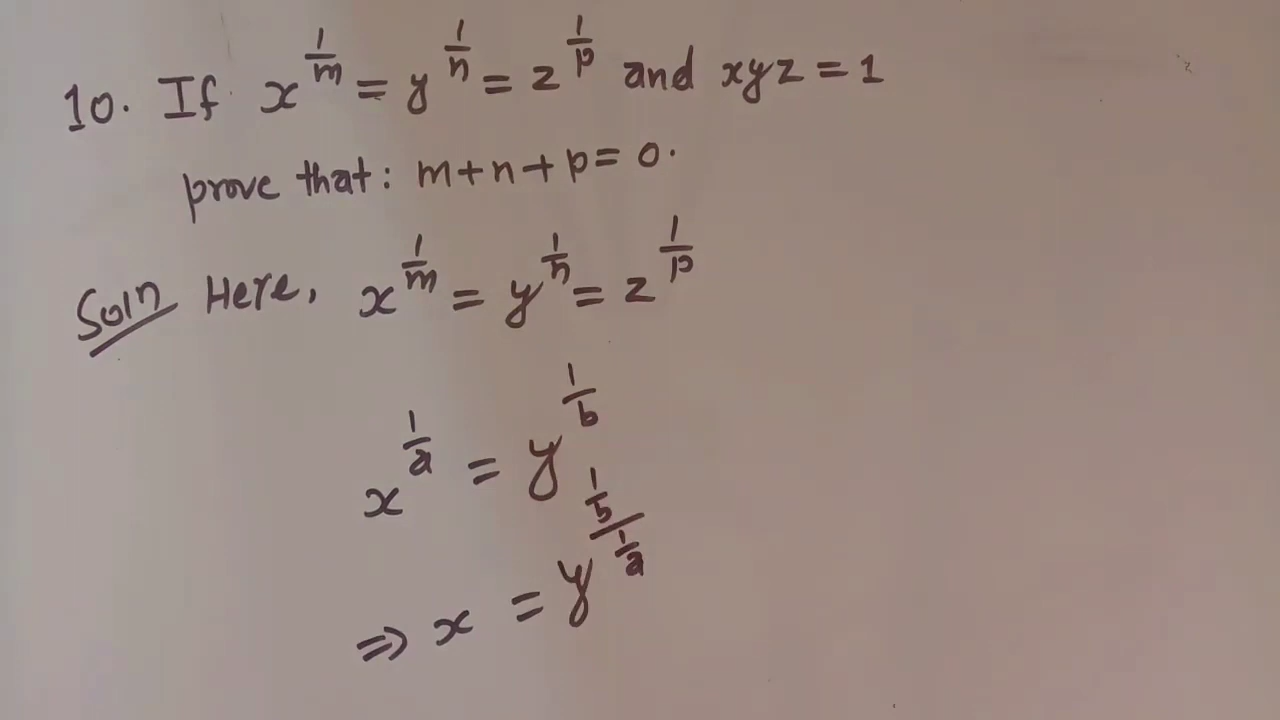 10. If x^{1/m} = y^{1/n} = z^{1/p} and xyz = 1
prove that: m+n+p = 0.
Soln Here, x^{1/m} = y^{1/n} = z^{1/p}
x^{1/a} = y^{1/b}
⇒ x = y^{(1/b)/(1/a)}